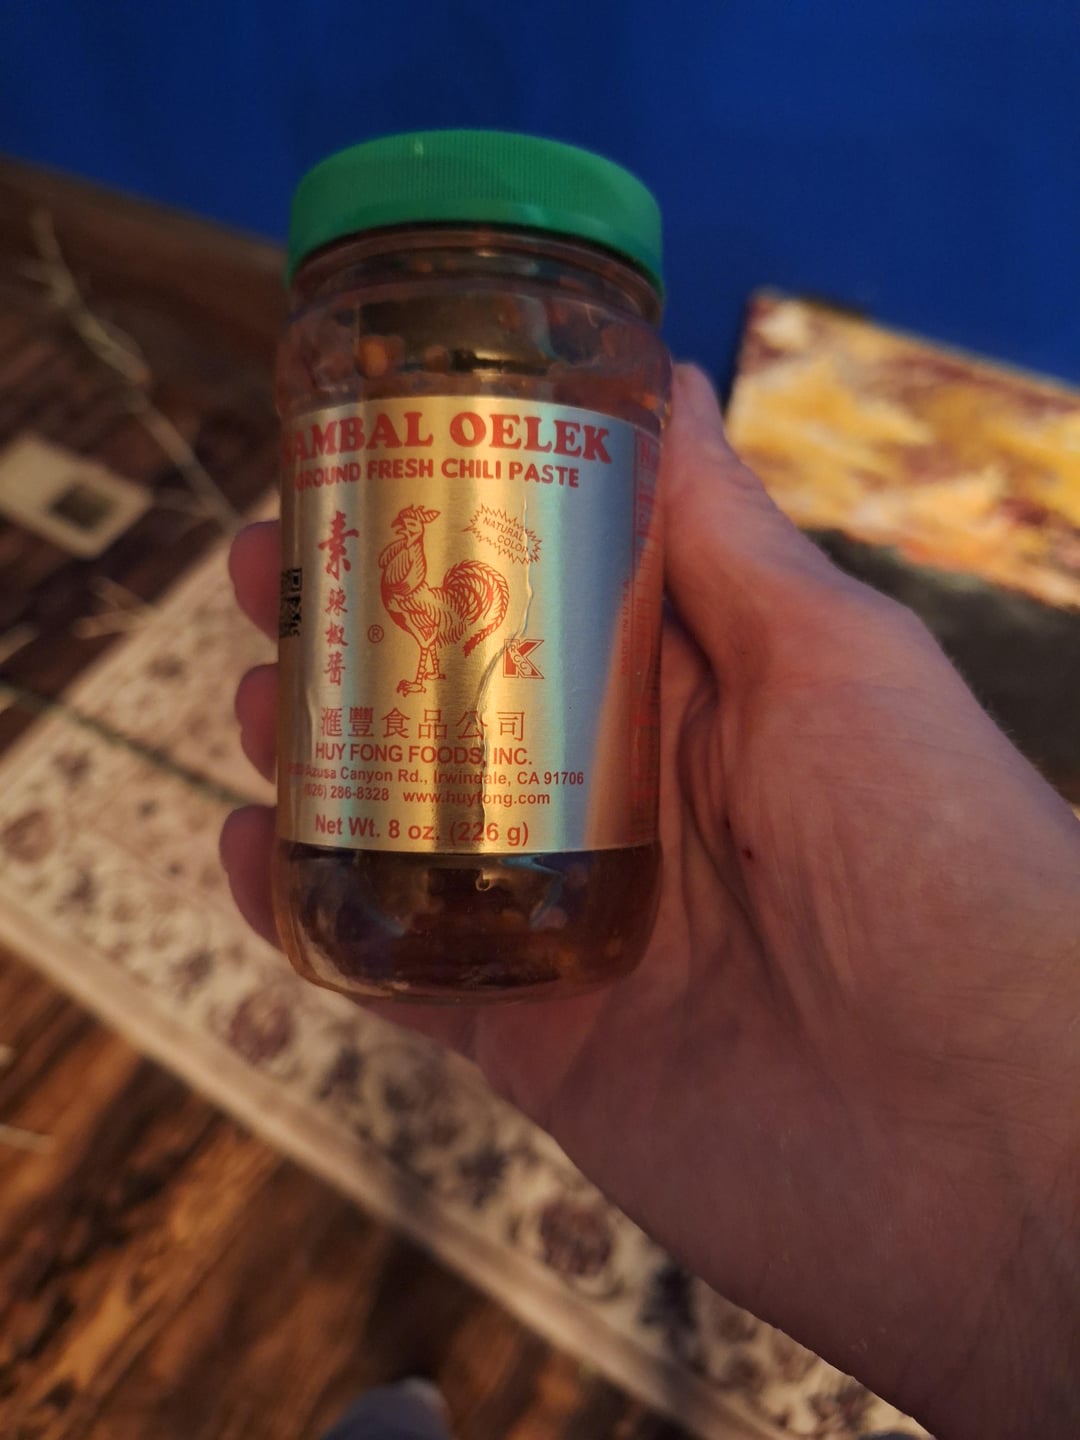 AMBAL OELEK
GROUND FRESH CHILI PASTE
素
辣
椒
醬
NATURAL
COLOR
®
K
滙豐食品公司
HUY FONG FOODS, INC.
Azusa Canyon Rd., Irwindale, CA 91706
(626) 286-8328 www.huyfong.com
Net Wt. 8 oz. (226 g)